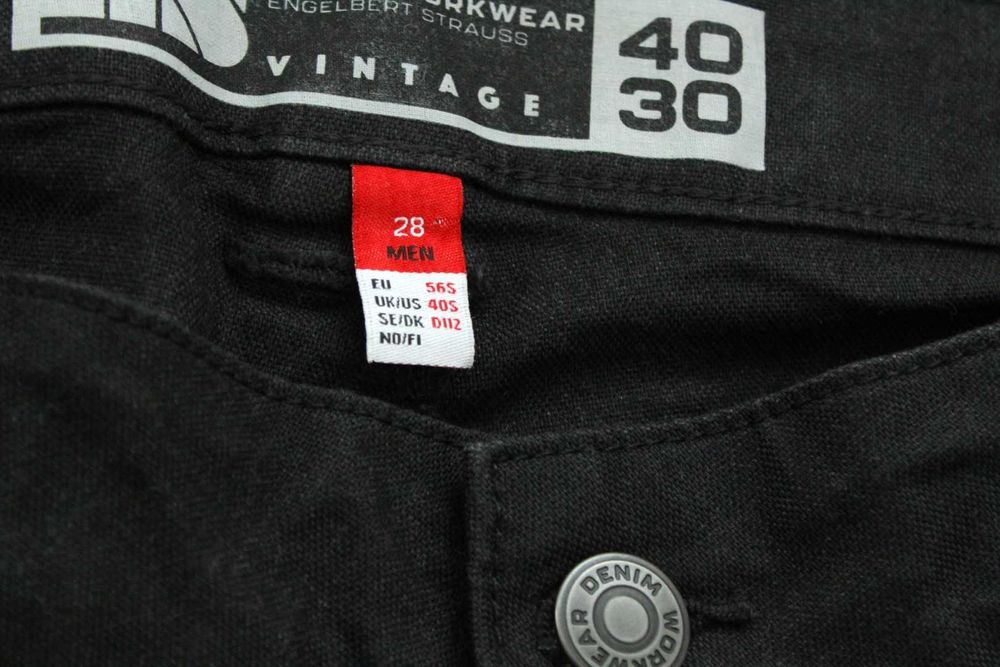 WORKWEAR
ENGELBERT STRAUSS
VINTAGE
40
30
28
MEN
EU 56S
UK/US 40S
SE/DK D112
NO/FI
DENIM WORKWEAR